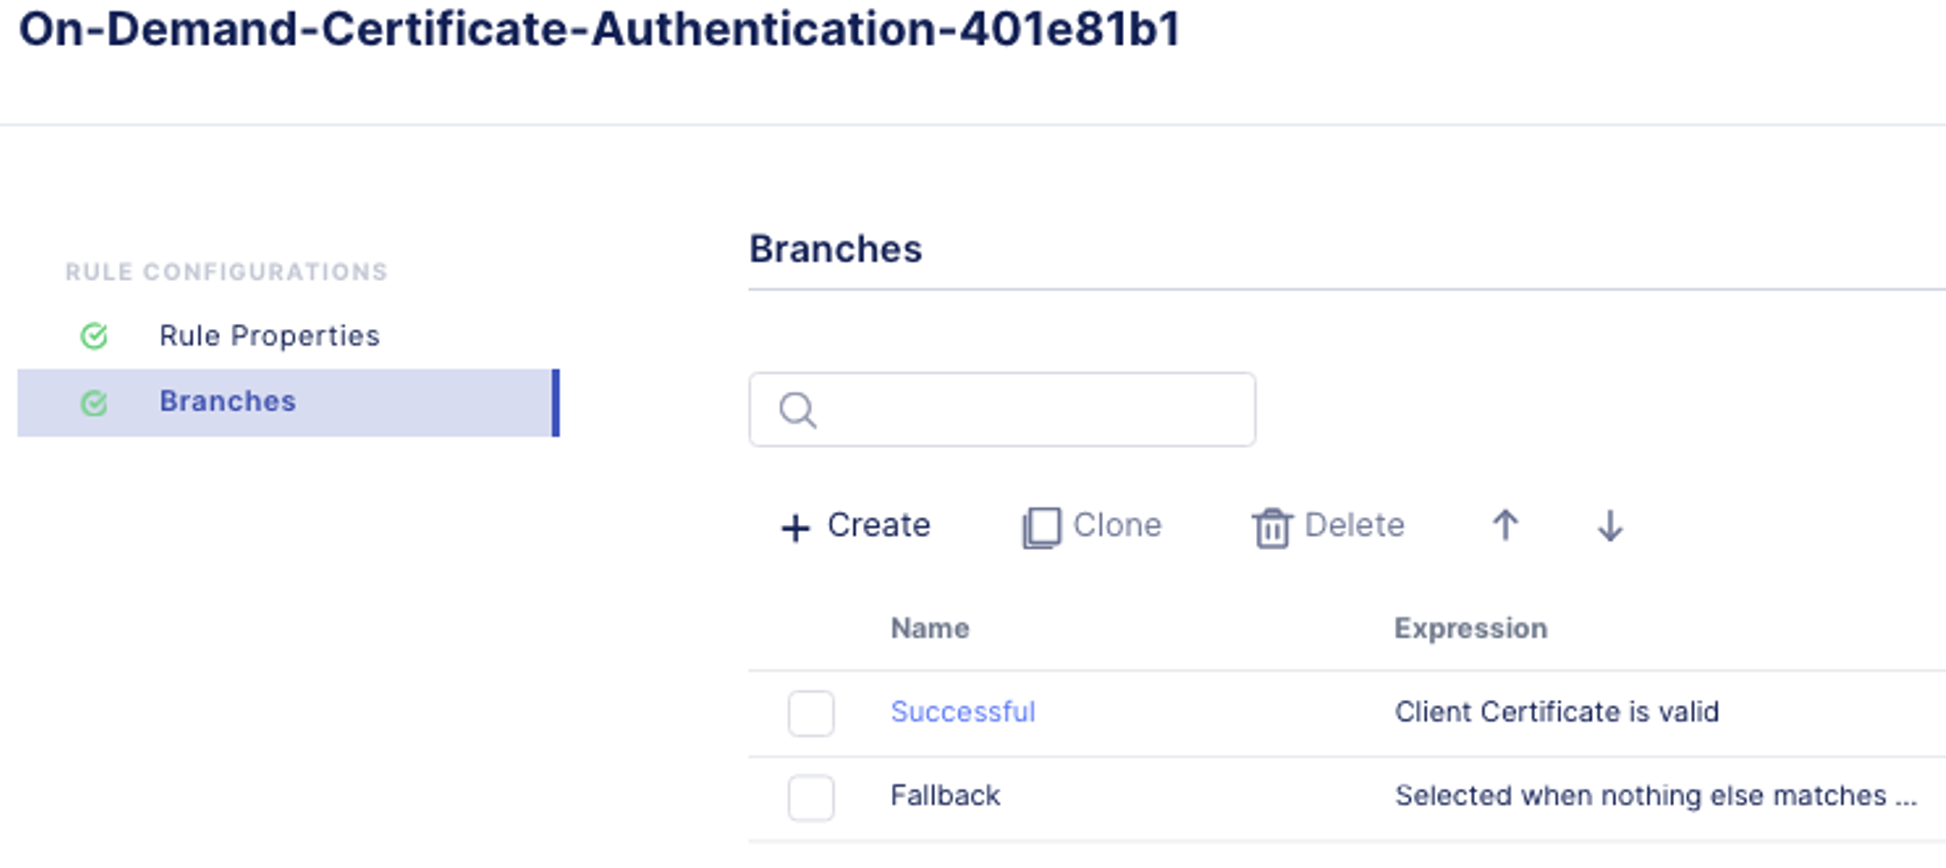 On-Demand-Certificate-Authentication-401e81b1
RULE CONFIGURATIONS
Rule Properties
Branches
Branches
Create Clone Delete
Name Expression
Successful Client Certificate is valid
Fallback Selected when nothing else matches ...